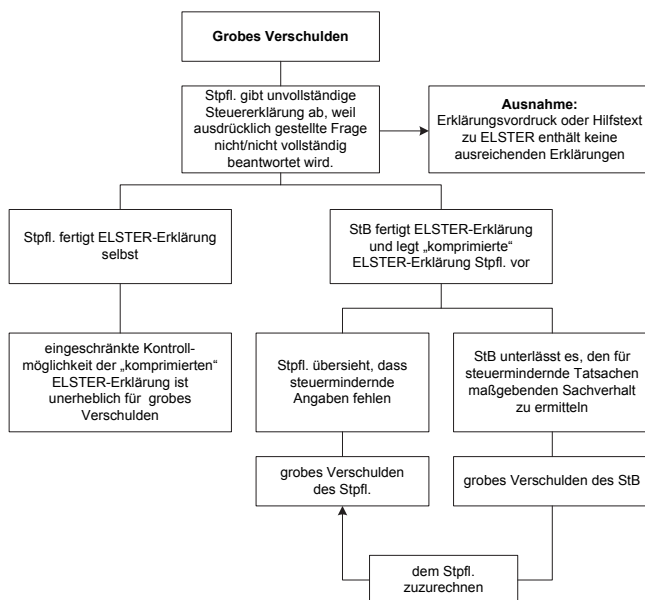 Grobes Verschulden
Stpfl. gibt unvollständige
Steuererklärung ab, weil
ausdrücklich gestellte Frage
nicht/nicht vollständig
beantwortet wird.
Ausnahme:
Erklärungsvordruck oder Hilfstext
zu ELSTER enthält keine
ausreichenden Erklärungen
Stpfl. fertigt ELSTER-Erklärung
selbst
StB fertigt ELSTER-Erklärung
und legt „komprimierte“
ELSTER-Erklärung Stpfl. vor
eingeschränkte Kontroll-
möglichkeit der „komprimierten“
ELSTER-Erklärung ist
unerheblich für grobes
Verschulden
Stpfl. übersieht, dass
steuermindernde
Angaben fehlen
StB unterlässt es, den für
steuermindernde Tatsachen
maßgebenden Sachverhalt
zu ermitteln
grobes Verschulden
des Stpfl.
grobes Verschulden des StB
dem Stpfl.
zuzurechnen